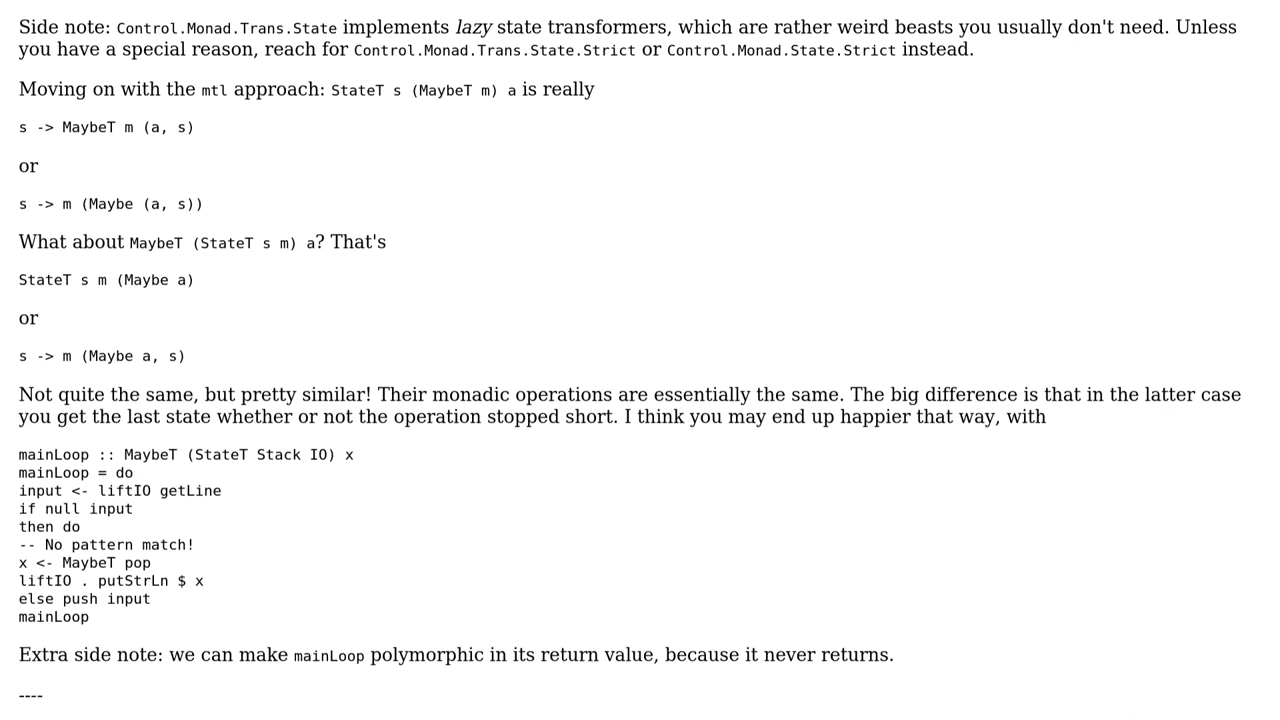 Side note: Control.Monad.Trans.State implements lazy state transformers, which are rather weird beasts you usually don't need. Unless
you have a special reason, reach for Control.Monad.Trans.State.Strict or Control.Monad.State.Strict instead.
Moving on with the mtl approach: StateT s (MaybeT m) a is really
s -> MaybeT m (a, s)
or
s -> m (Maybe (a, s))
What about MaybeT (StateT s m) a? That's
StateT s m (Maybe a)
or
s -> m (Maybe a, s)
Not quite the same, but pretty similar! Their monadic operations are essentially the same. The big difference is that in the latter case
you get the last state whether or not the operation stopped short. I think you may end up happier that way, with
mainLoop :: MaybeT (StateT Stack IO) x
mainLoop = do
input <- liftIO getLine
if null input
then do
-- No pattern match!
x <- MaybeT pop
liftIO . putStrLn $ x
else push input
mainLoop
Extra side note: we can make mainLoop polymorphic in its return value, because it never returns.
----